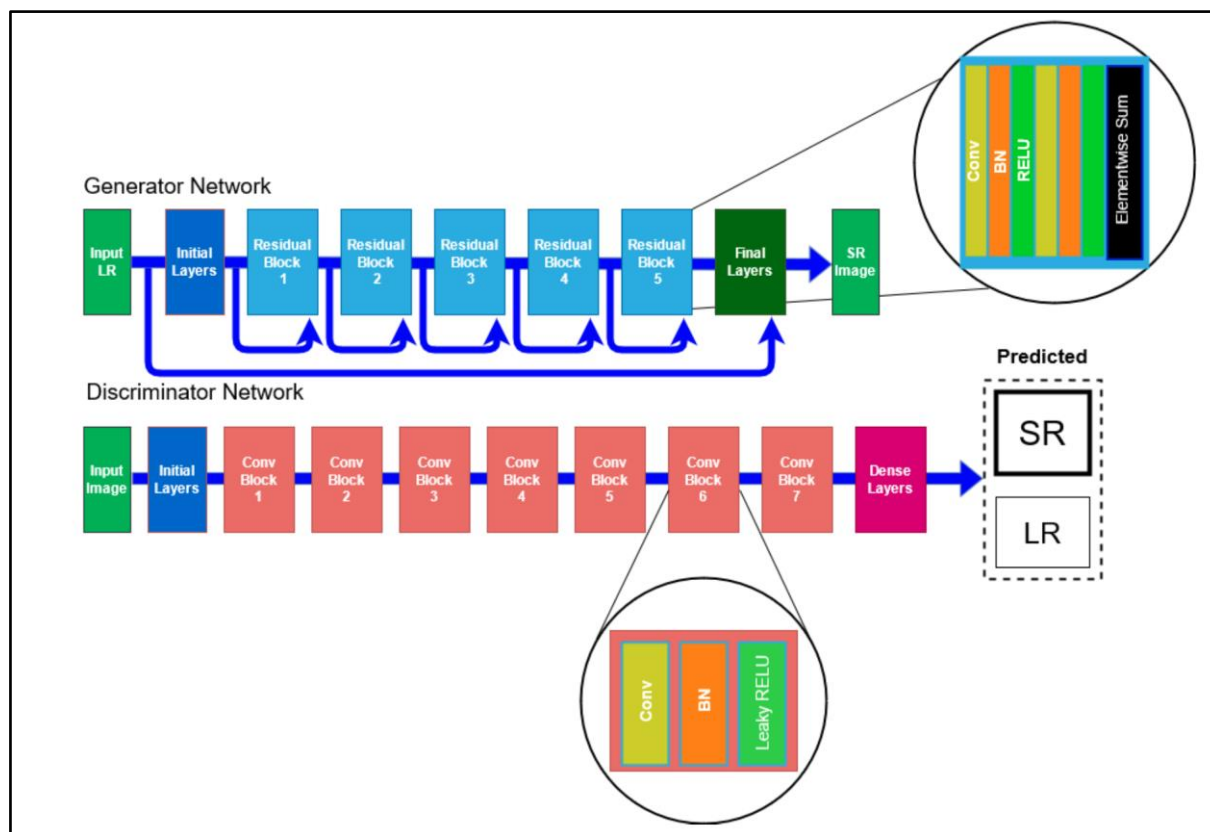 Conv
BN
RELU
Elementwise Sum
Generator Network
Input
LR
Initial
Layers
Residual
Block
1
Residual
Block
2
Residual
Block
3
Residual
Block
4
Residual
Block
5
Final
Layers
SR
Image
Predicted
SR
LR
Discriminator Network
Input
Image
Initial
Layers
Conv
Block
1
Conv
Block
2
Conv
Block
3
Conv
Block
4
Conv
Block
5
Conv
Block
6
Conv
Block
7
Dense
Layers
Conv
BN
Leaky RELU